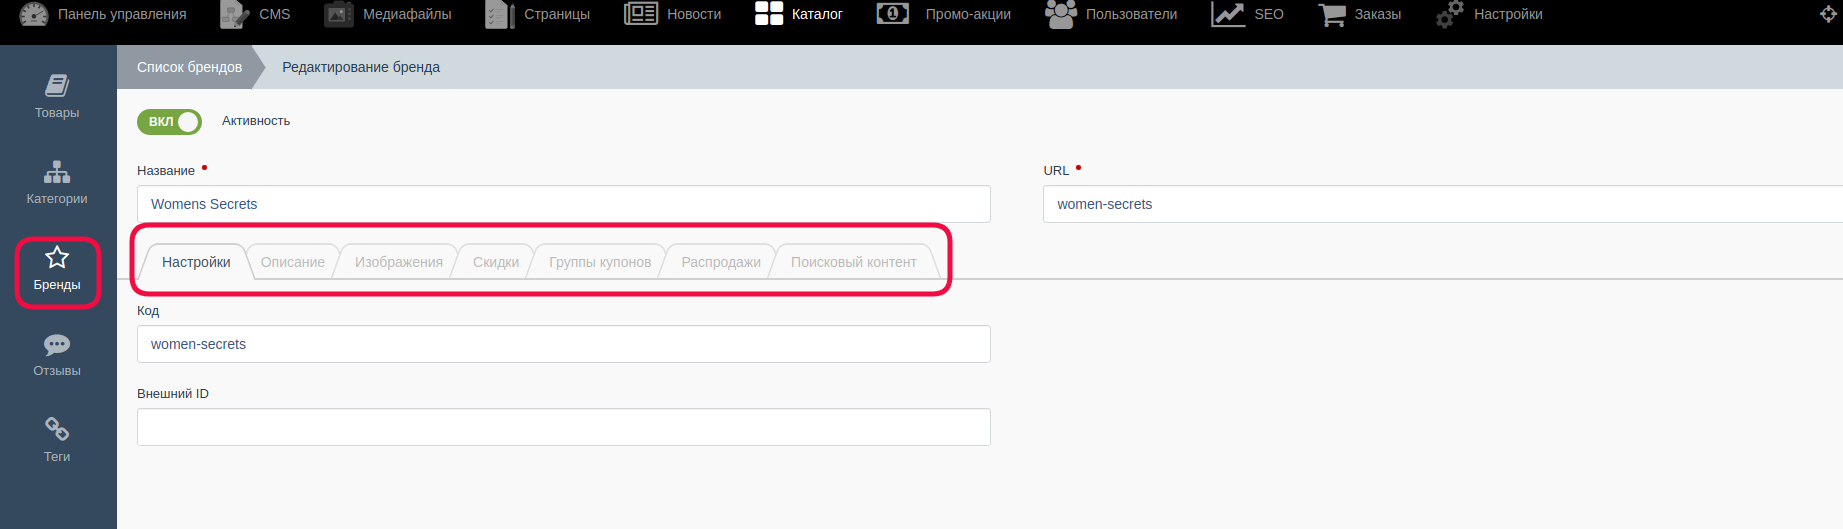 Панель управления CMS Медиафайлы Страницы Новости Каталог Промо-акции Пользователи SEO Заказы Настройки
Список брендов Редактирование бренда
Товары
ВКЛ Активность
Название URL
Категории
Womens Secrets women-secrets
Настройки Описание Изображения Скидки Группы купонов Распродажи Поисковый контент
Бренды
Код
women-secrets
Отзывы
Внешний ID
Теги